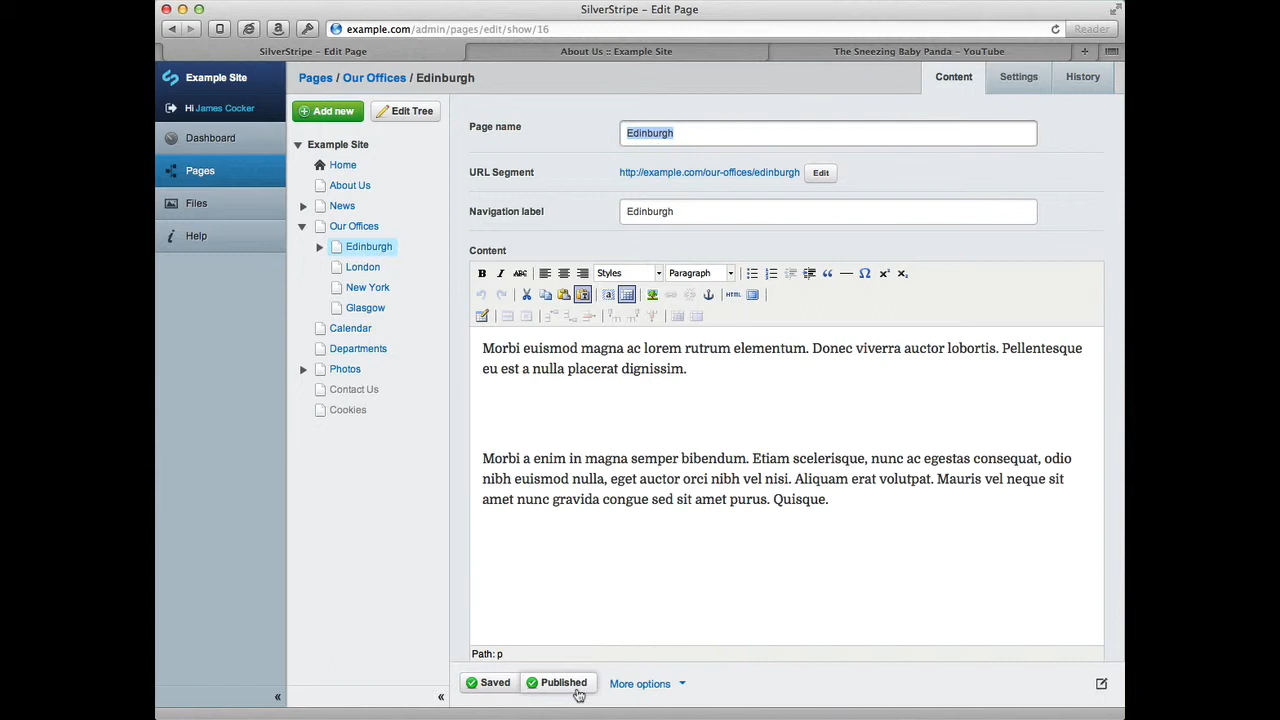 SilverStripe – Edit Page
example.com/admin/pages/edit/show/16
Reader
SilverStripe – Edit Page
About Us :: Example Site
The Sneezing Baby Panda – YouTube
Example Site
Hi James Cocker
Dashboard
Pages
Files
Help
Pages / Our Offices / Edinburgh
Content
Settings
History
Add new
Edit Tree
Example Site
Home
About Us
News
Our Offices
Edinburgh
London
New York
Glasgow
Calendar
Departments
Photos
Contact Us
Cookies
Page name
Edinburgh
URL Segment
http://example.com/our-offices/edinburgh
Edit
Navigation label
Edinburgh
Content
B I ABC
Styles
Paragraph
HTML
Morbi euismod magna ac lorem rutrum elementum. Donec viverra auctor lobortis. Pellentesque
eu est a nulla placerat dignissim.
Morbi a enim in magna semper bibendum. Etiam scelerisque, nunc ac egestas consequat, odio
nibh euismod nulla, eget auctor orci nibh vel nisi. Aliquam erat volutpat. Mauris vel neque sit
amet nunc gravida congue sed sit amet purus. Quisque.
Path: p
Saved
Published
More options